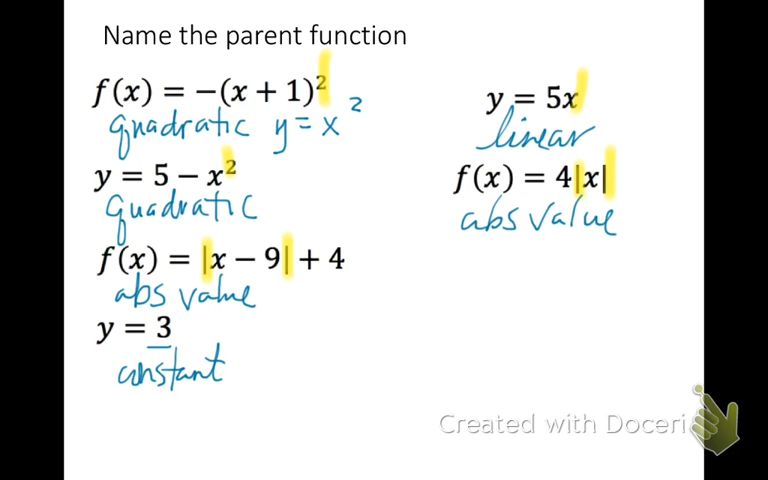 Name the parent function
f(x) = −(x + 1)²
quadratic y = x²
y = 5 − x²
quadratic
f(x) = |x − 9| + 4
abs value
y = 3
constant
y = 5x
linear
f(x) = 4|x|
abs value
Created with Doceri